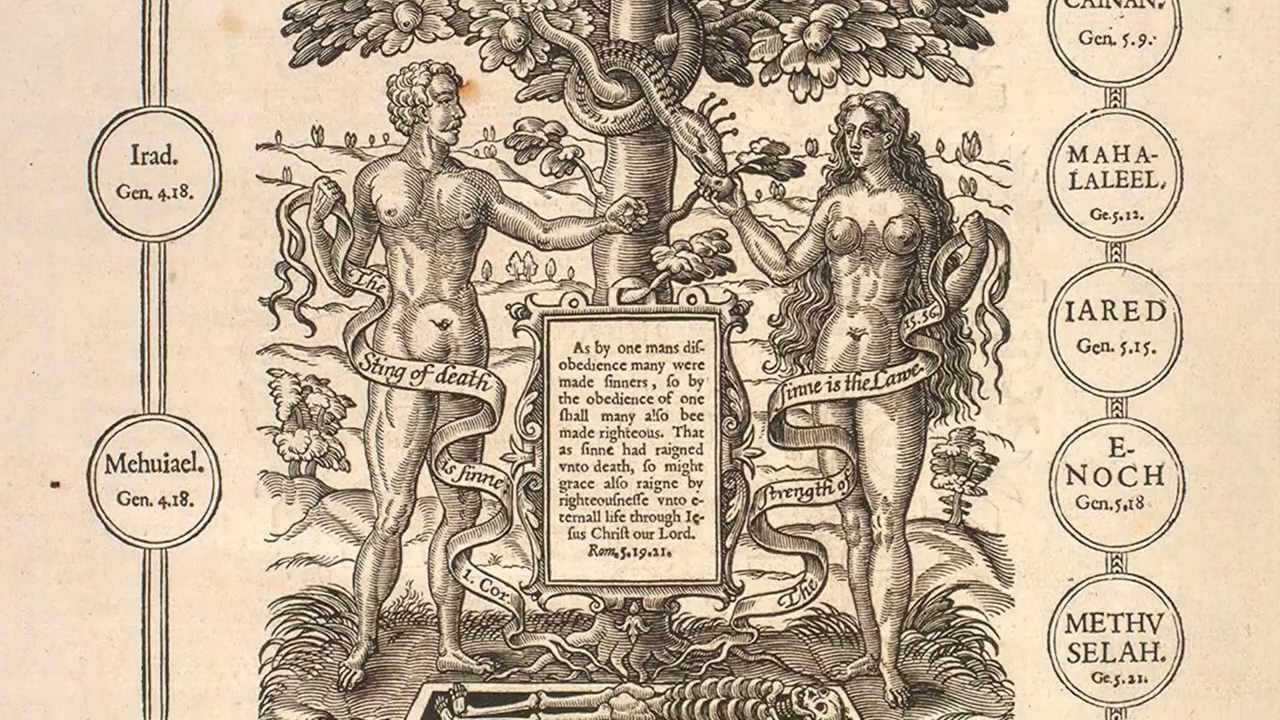 Irad.
Gen. 4.18.
Mehuiael.
Gen. 4.18.
The
Sting of death
is sinne
1. Cor
The
strength of
sinne is the Lawe.
15.56
As by one mans dis-
obedience many were
made sinners, so by
the obedience of one
shall many also bee
made righteous. That
as sinne had raigned
vnto death, so might
grace also raigne by
righteousnesse vnto e-
ternall life through Ie-
sus Christ our Lord.
Rom. 5.19.21.
CAINAN.
Gen. 5.9.
MAHA-
LALEEL.
Ge.5.12.
IARED
Gen. 5.15.
E-
NOCH
Gen.5.18
METHV
SELAH.
Ge.5.21.